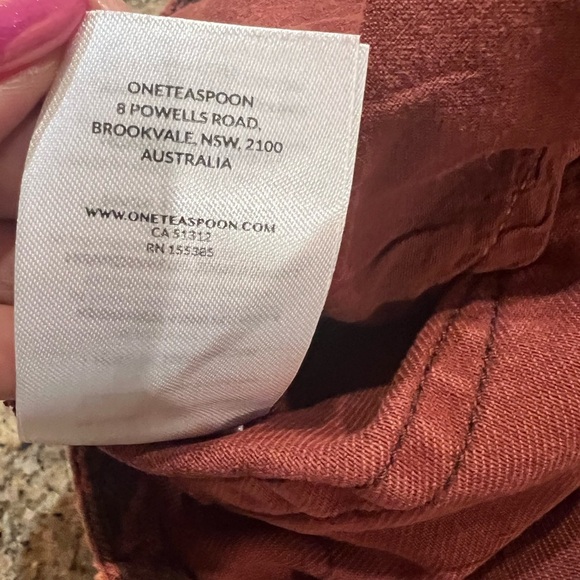 ONETEASPOON
8 POWELLS ROAD,
BROOKVALE, NSW, 2100
AUSTRALIA
WWW.ONETEASPOON.COM
CA 51312
RN 155385